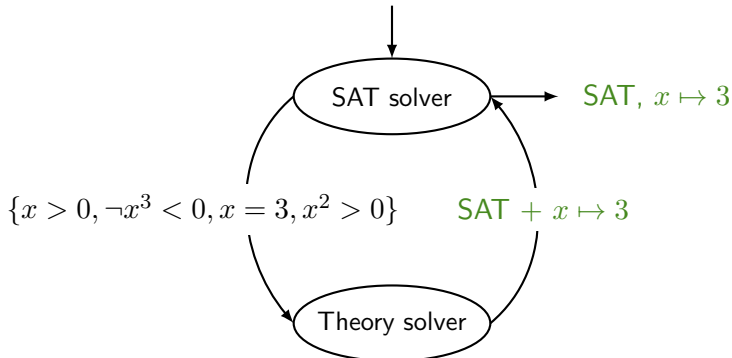 SAT solver
SAT, x ↦ 3
{x > 0, ¬x³ < 0, x = 3, x² > 0}
SAT + x ↦ 3
Theory solver